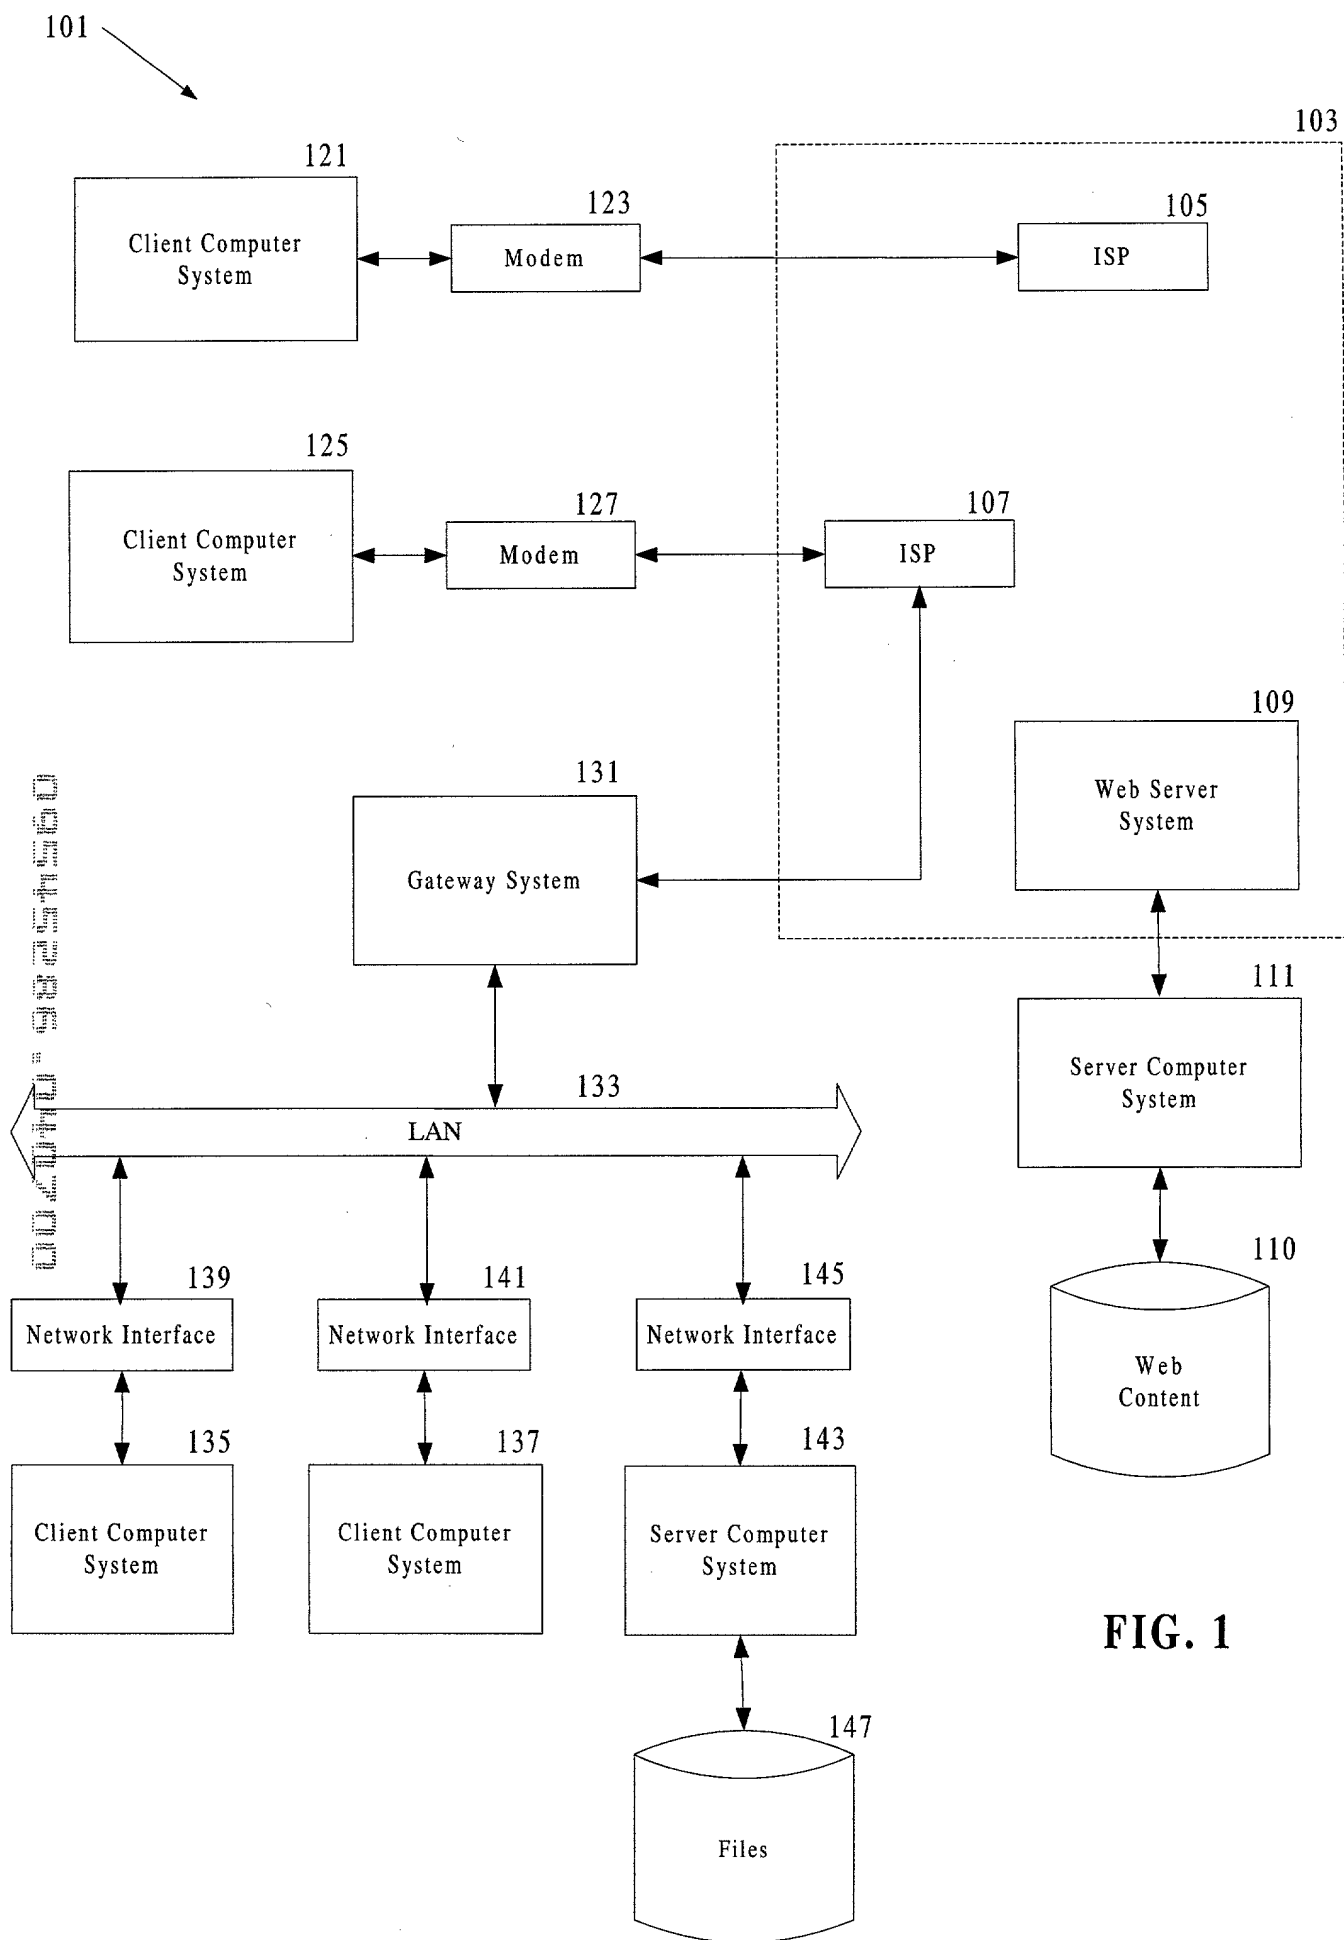 101
103
121
Client Computer
System
123
Modem
105
ISP
125
Client Computer
System
127
Modem
107
ISP
109
Web Server
System
131
Gateway System
111
Server Computer
System
133
LAN
110
Web
Content
139
Network Interface
141
Network Interface
145
Network Interface
135
Client Computer
System
137
Client Computer
System
143
Server Computer
System
FIG. 1
147
Files